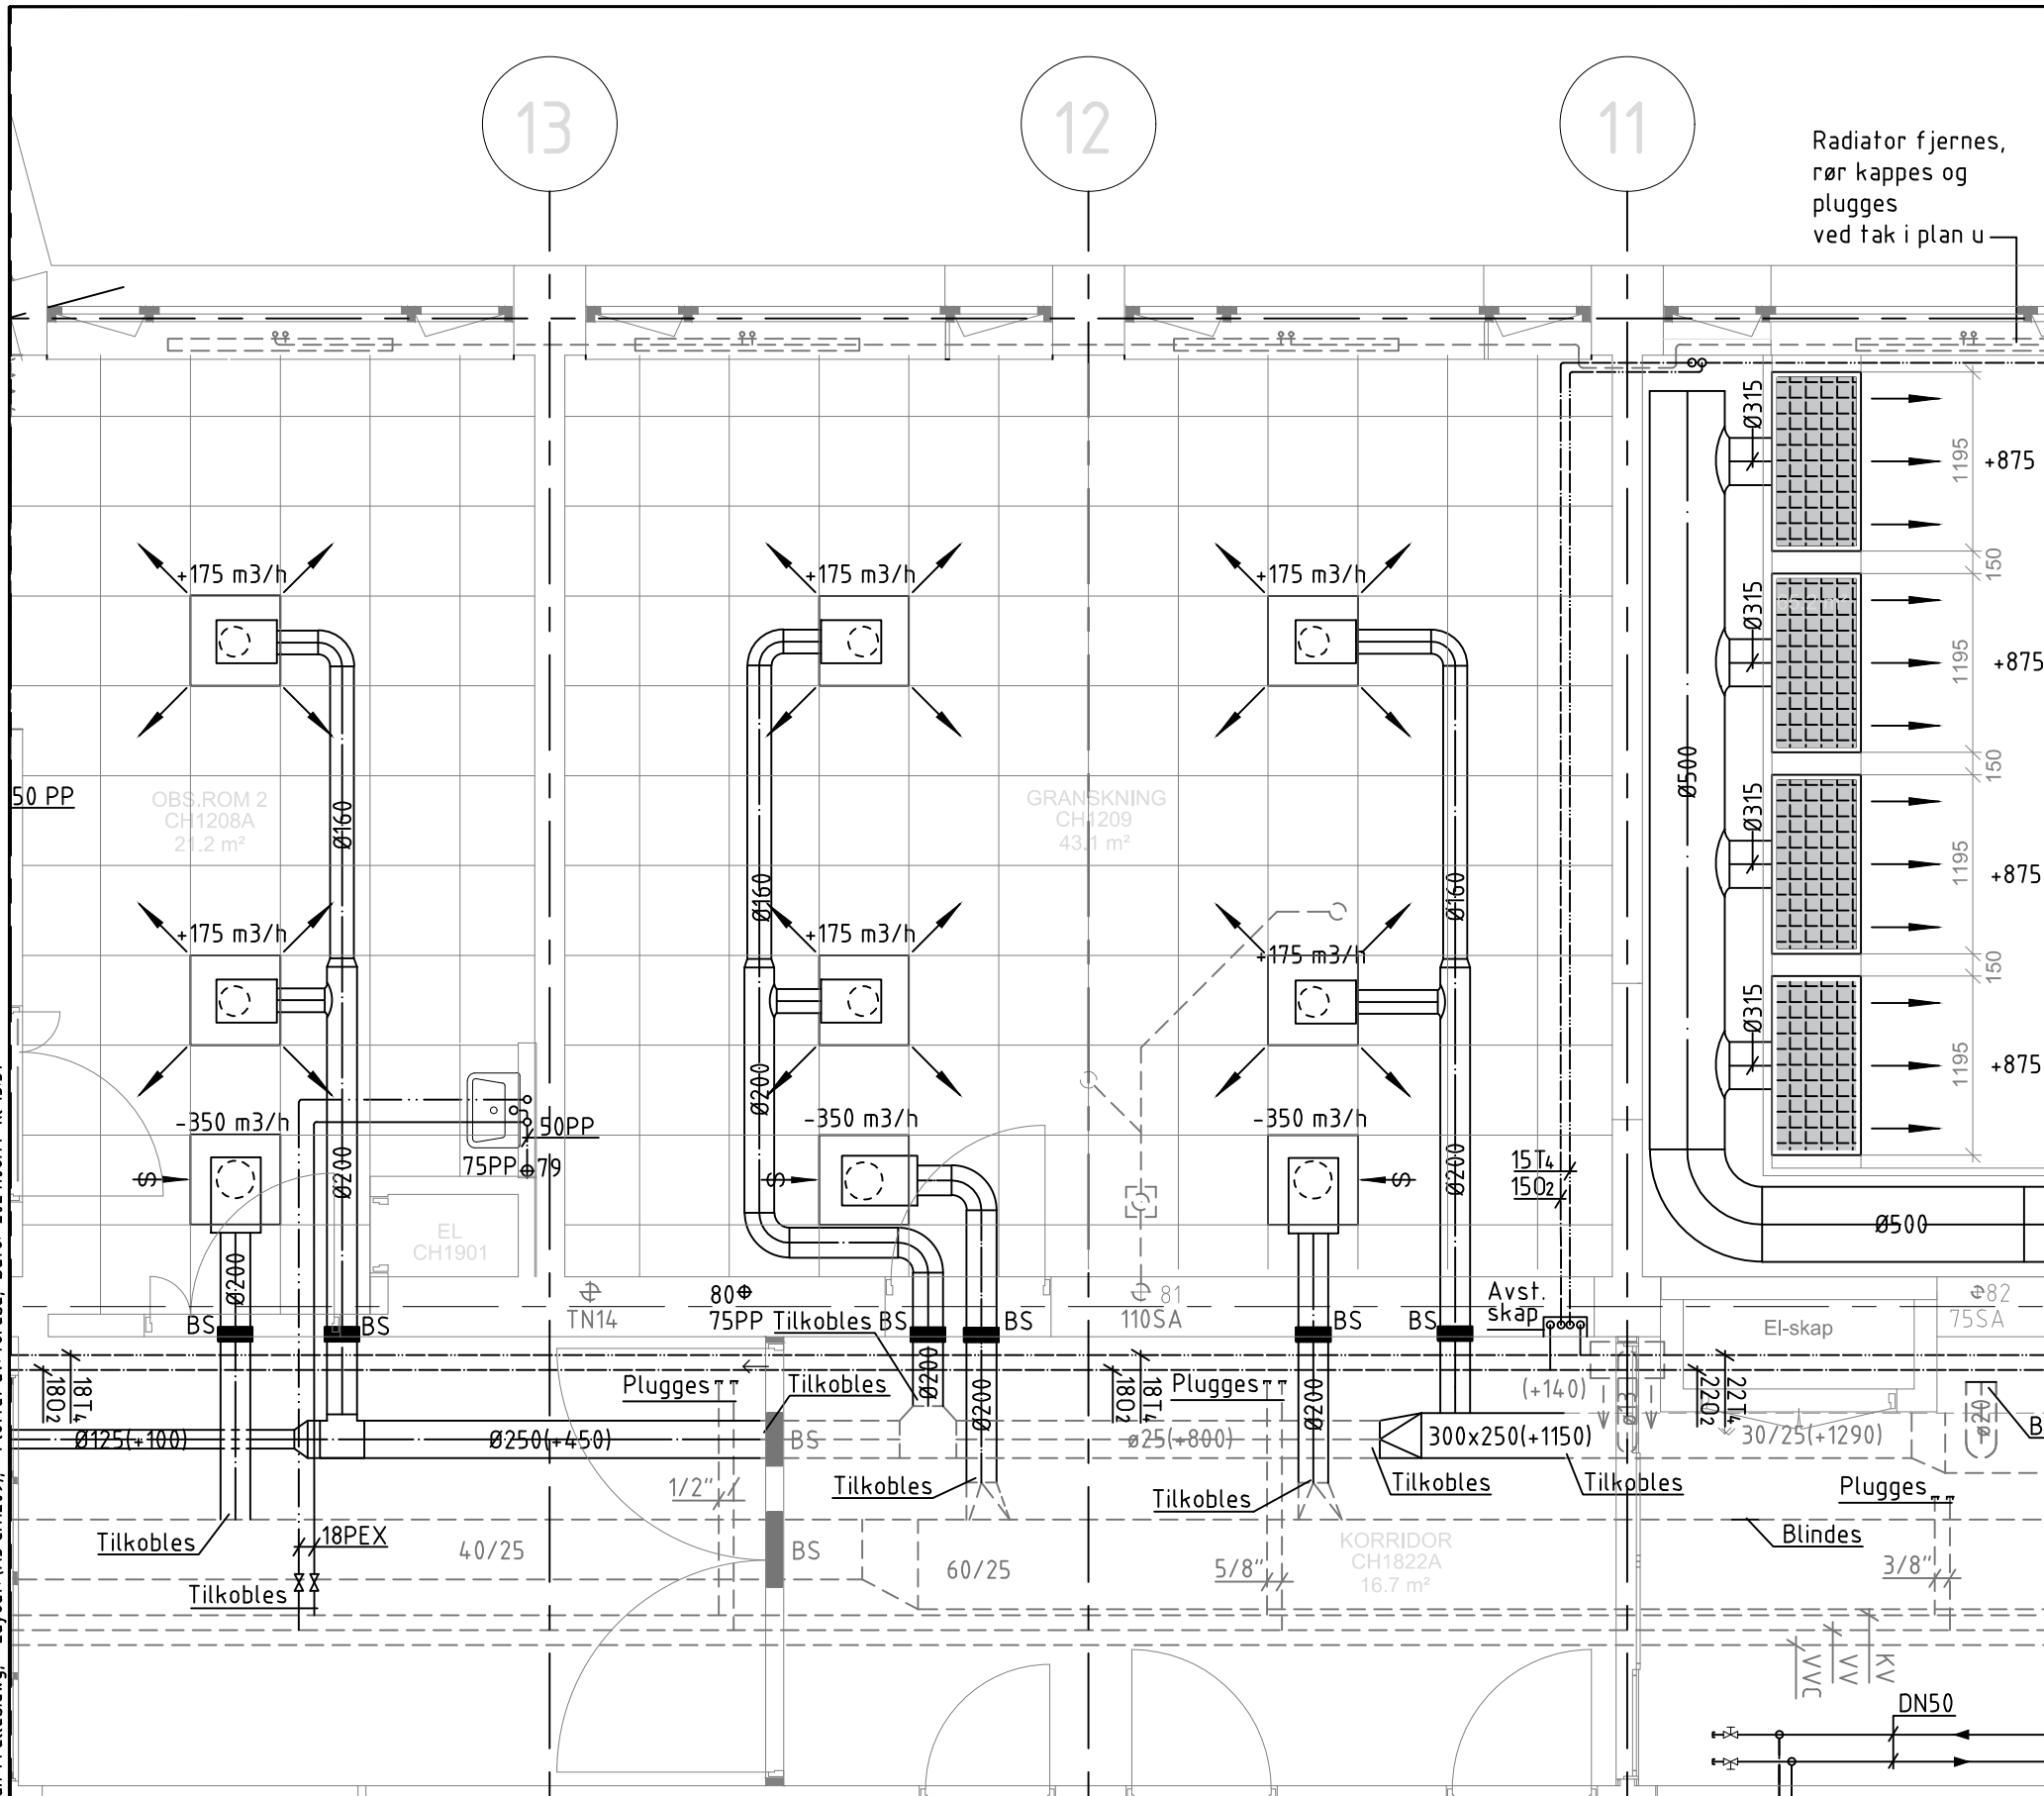 13
12
11
Radiator fjernes,
rør kappes og
plugges
ved tak i plan u
+175 m3/h
+175 m3/h
+175 m3/h
Ø315
1195
+875
150
Ø315
65.2 m²
1195
+875
150
Ø500
50 PP
OBS.ROM 2
CH1208A
21.2 m²
Ø160
GRANSKNING
CH1209
43.1 m²
Ø160
Ø160
Ø315
1195
+875
150
+175 m3/h
+175 m3/h
+175 m3/h
Ø315
1195
+875
Ø200
-350 m3/h
-350 m3/h
-350 m3/h
50PP
75PP
79
S
S
S
Ø200
Ø200
15T4
15O2
Ø500
EL
CH1901
Ø200
TN14
80
75PP
81
110SA
Avst.
skap
82
75SA
El-skap
BS
BS
Tilkobles
BS
BS
BS
BS
18O2
18T4
Plugges
Tilkobles
Ø200
Ø200
18O2
18T4
Plugges
Ø200
(+140)
22O2
22T4
Ø125(+100)
Ø250(+450)
BS
ø25(+800)
300x250(+1150)
30/25(+1290)
1/2"
Tilkobles
Tilkobles
Tilkobles
Tilkobles
Plugges
Tilkobles
18PEX
40/25
BS
60/25
5/8"
KORRIDOR
CH1822A
16.7 m²
Blindes
3/8"
Tilkobles
VVC
VV
KV
DN50